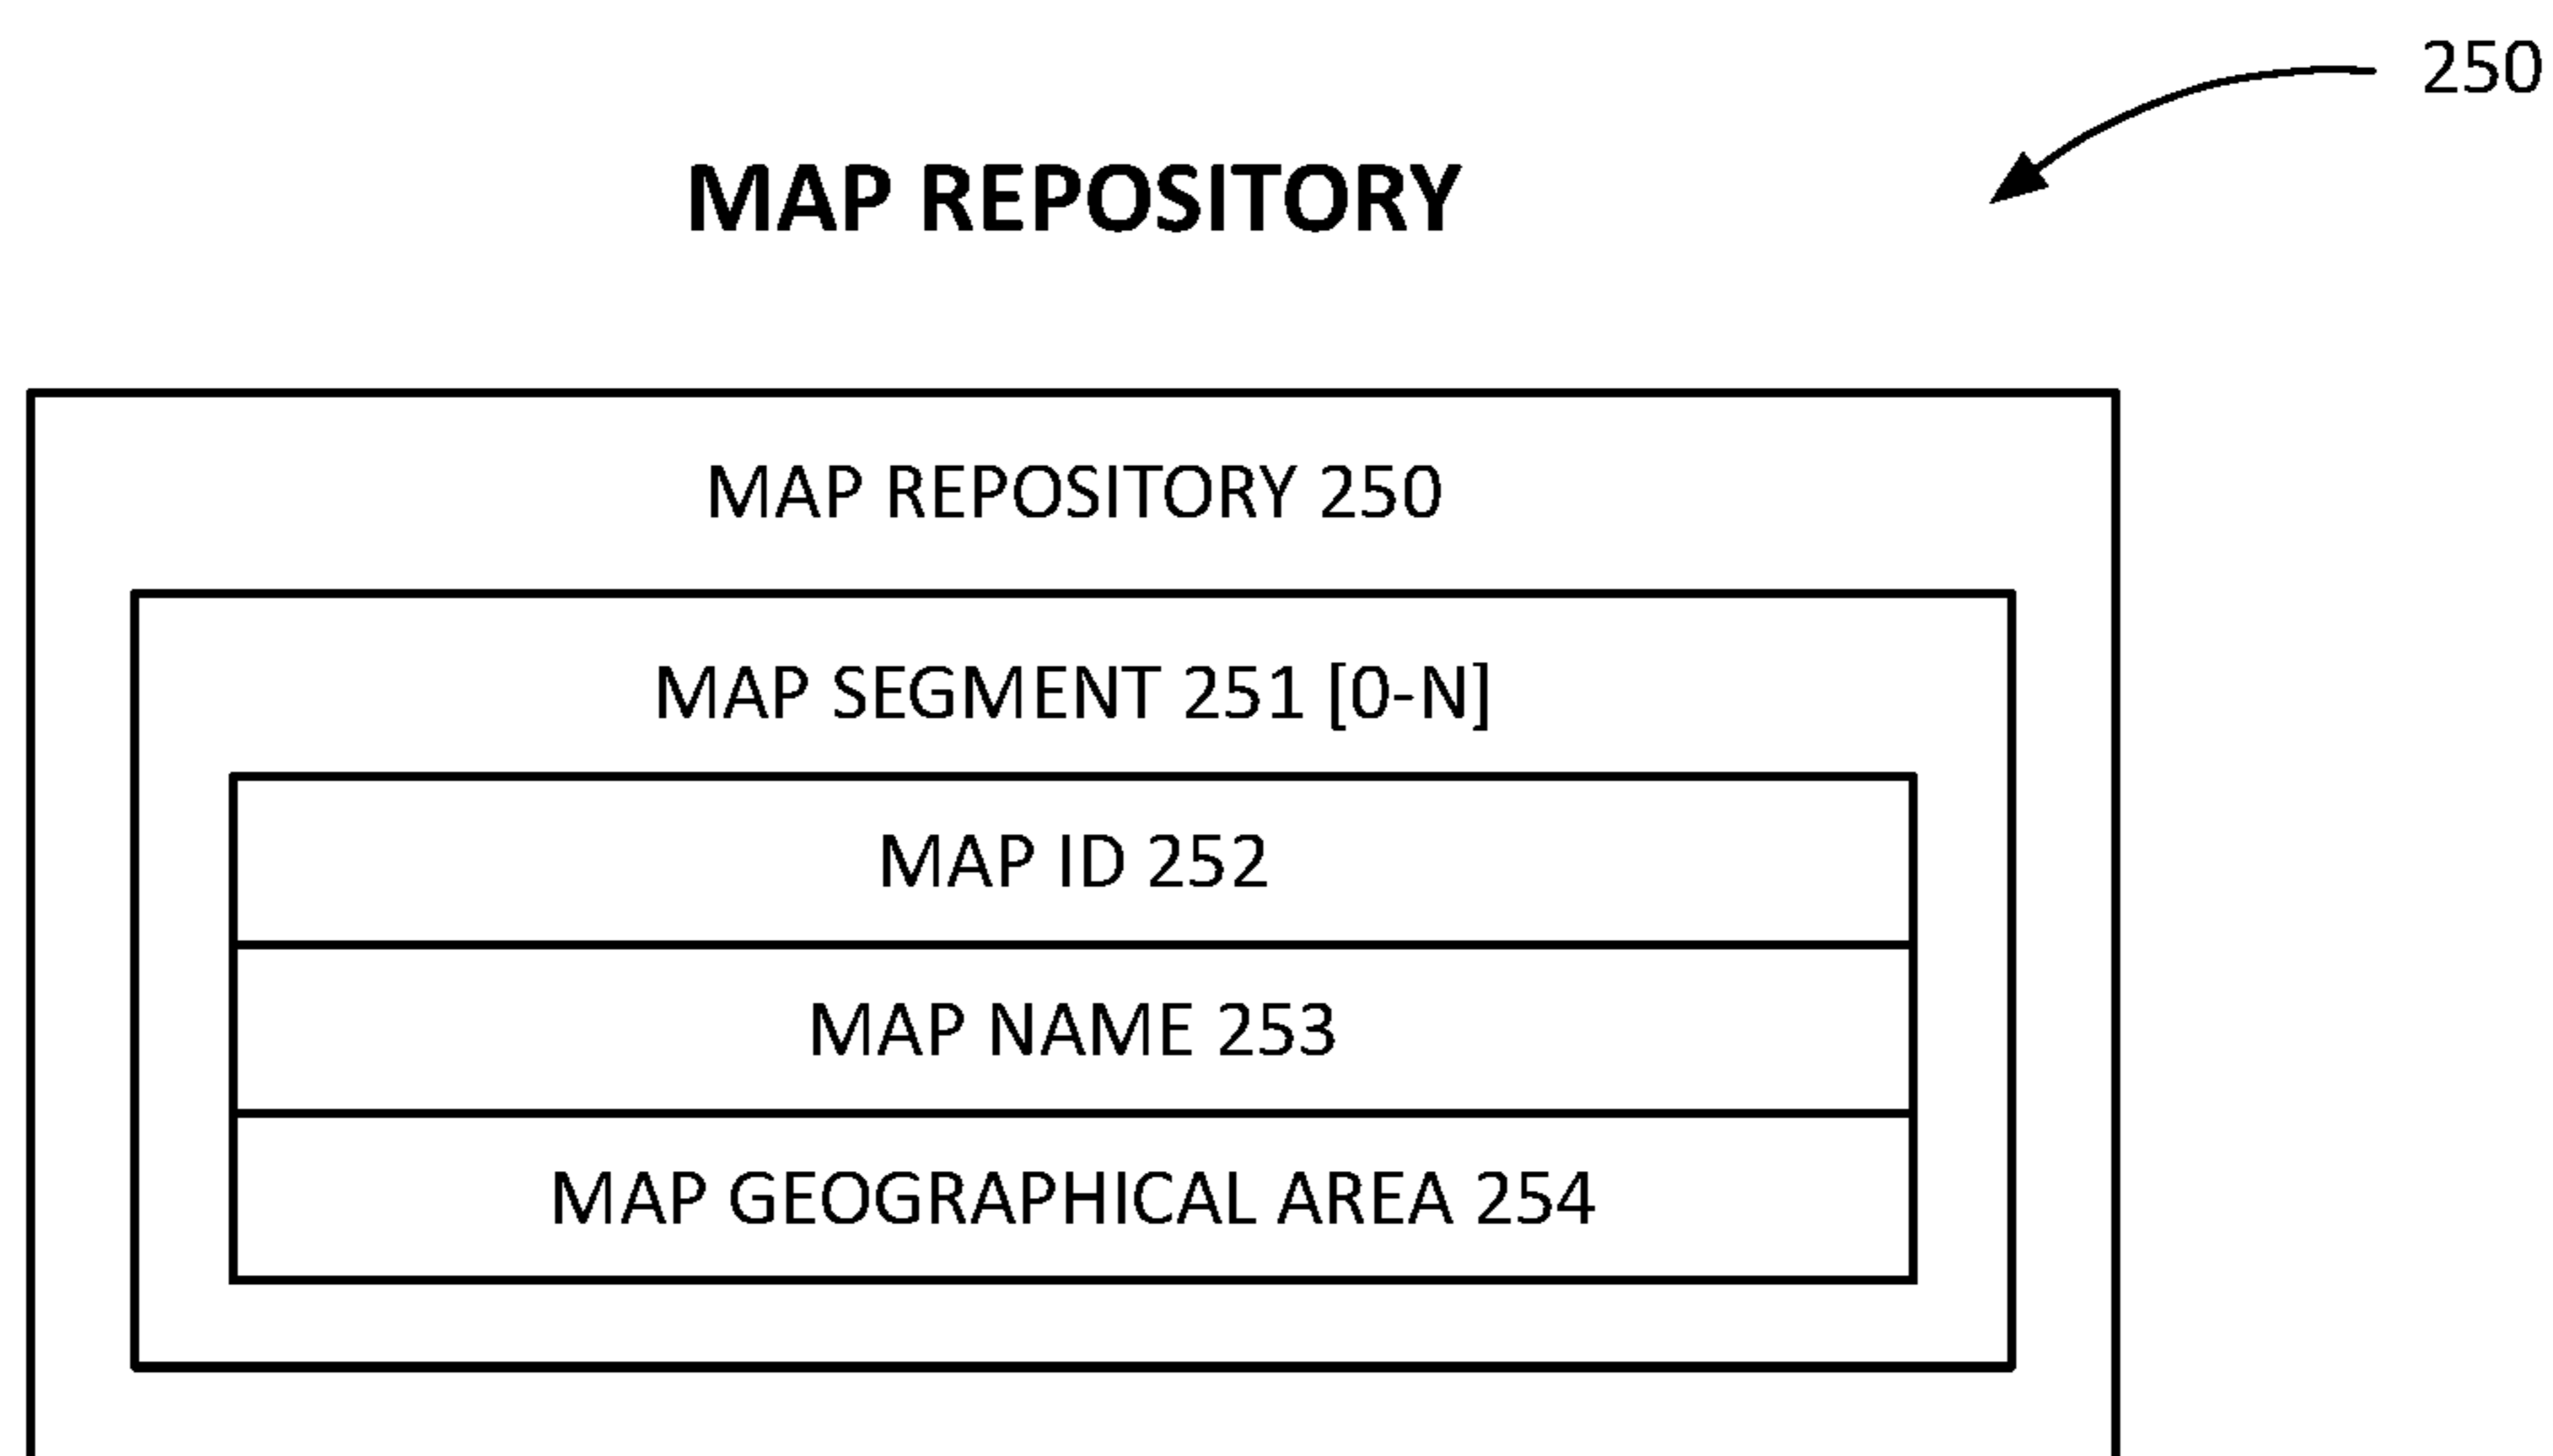 250
MAP REPOSITORY
MAP REPOSITORY 250
MAP SEGMENT 251 [0-N]
MAP ID 252
MAP NAME 253
MAP GEOGRAPHICAL AREA 254